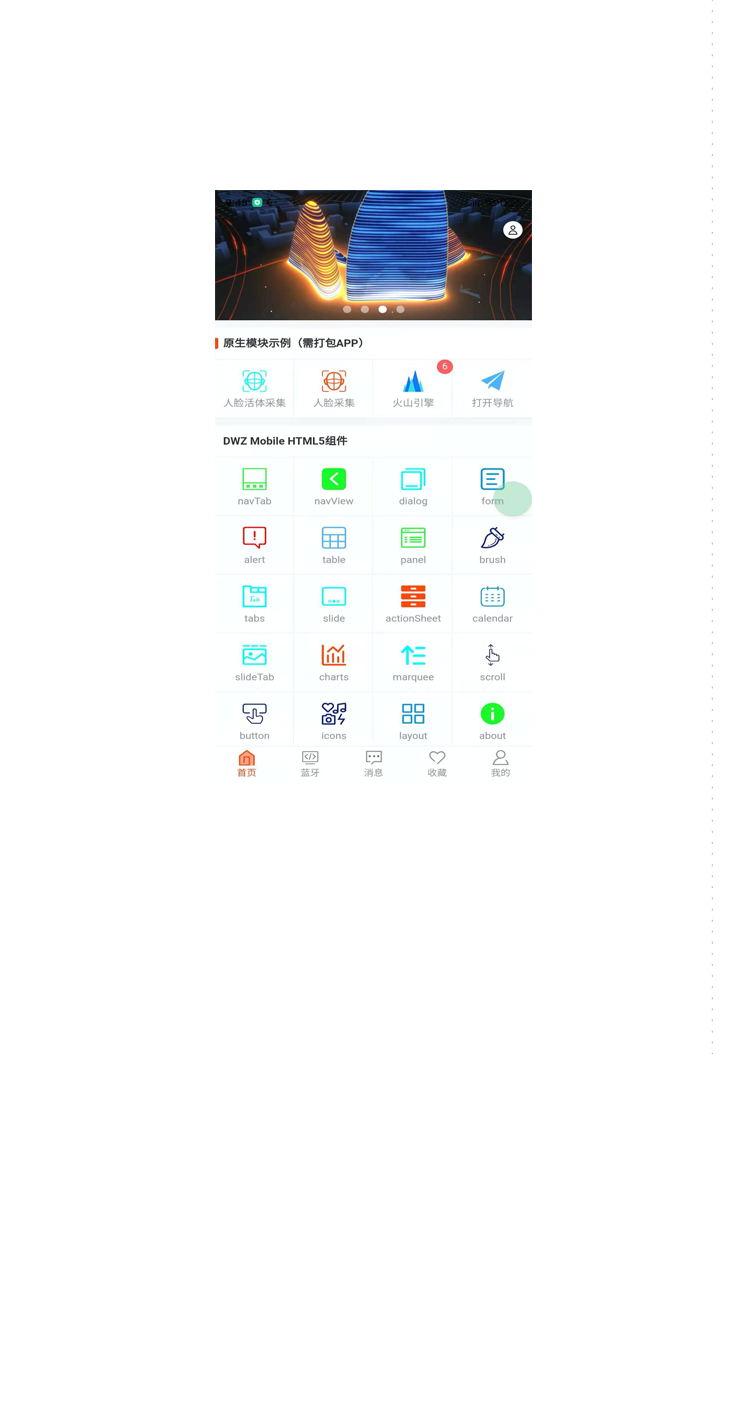 原生模块示例（需打包APP）
6
人脸活体采集 人脸采集 火山引擎 打开导航
DWZ Mobile HTML5组件
navTab navView dialog form
alert table panel brush
Tab
tabs slide actionSheet calendar
slideTab charts marquee scroll
button icons layout about
首页 蓝牙 消息 收藏 我的